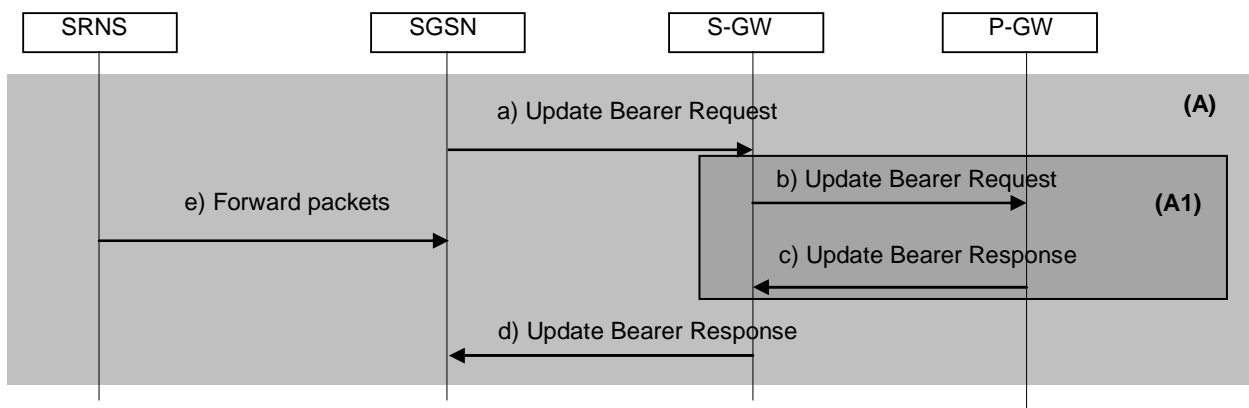 SRNS
SGSN
S-GW
P-GW
(A)
a) Update Bearer Request
b) Update Bearer Request
(A1)
e) Forward packets
c) Update Bearer Response
d) Update Bearer Response